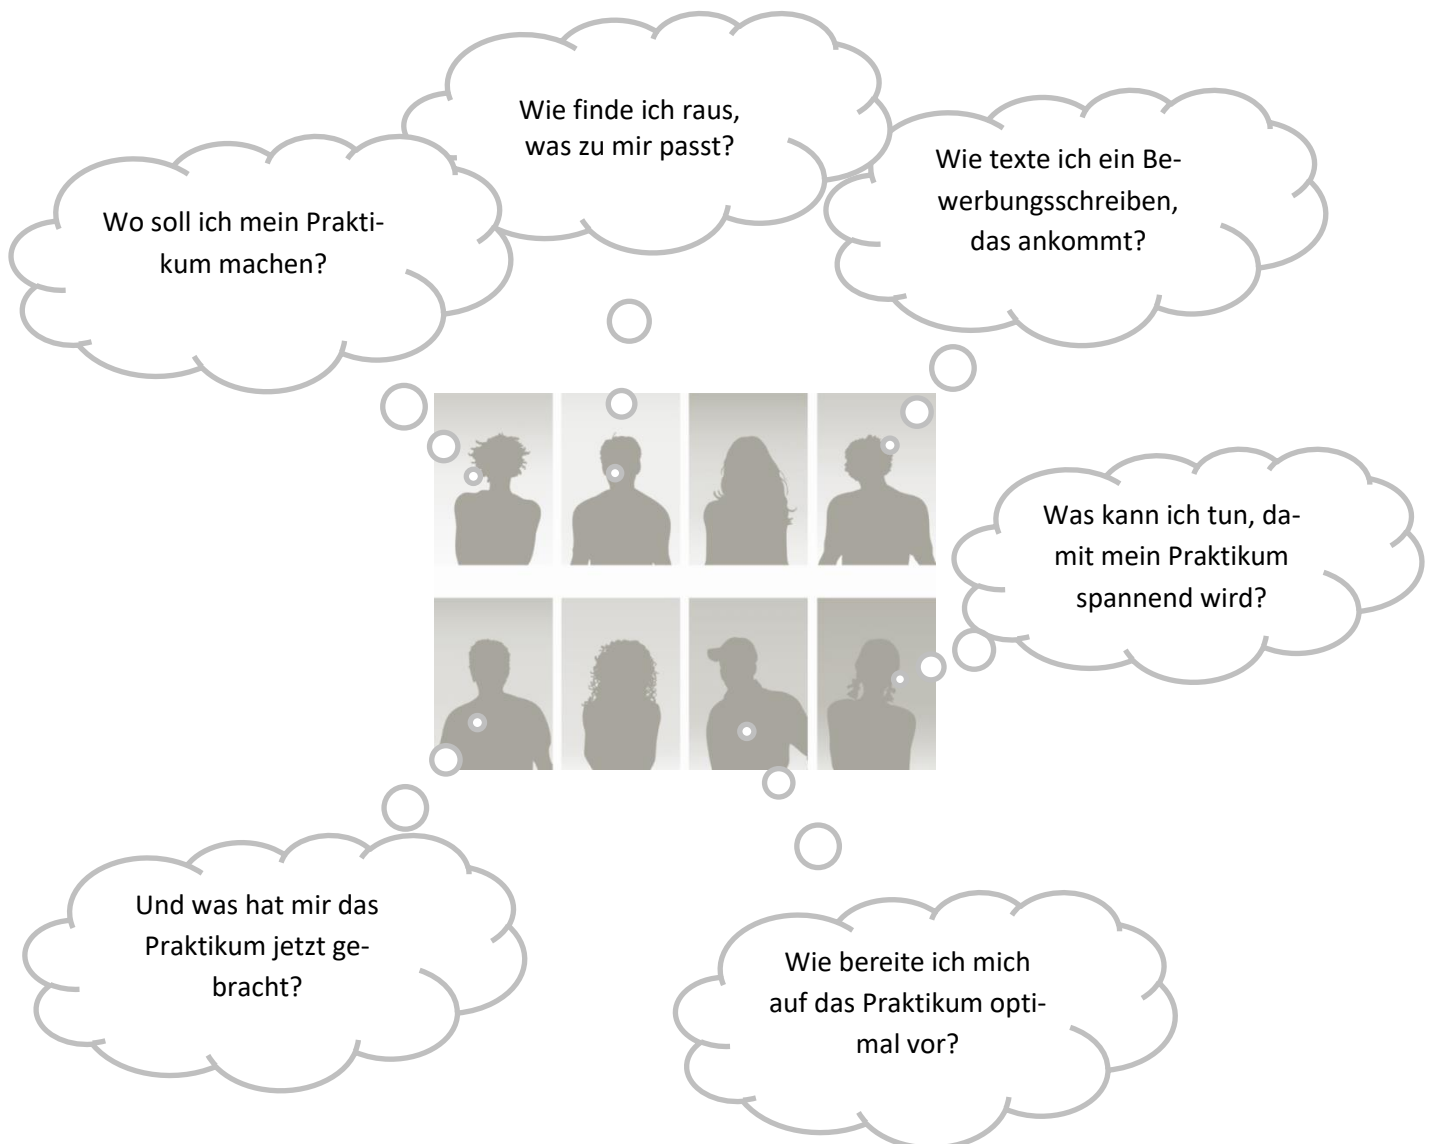 Wie finde ich raus,
was zu mir passt?
Wo soll ich mein Prakti-
kum machen?
Wie texte ich ein Be-
werbungsschreiben,
das ankommt?
Was kann ich tun, da-
mit mein Praktikum
spannend wird?
Und was hat mir das
Praktikum jetzt ge-
bracht?
Wie bereite ich mich
auf das Praktikum opti-
mal vor?